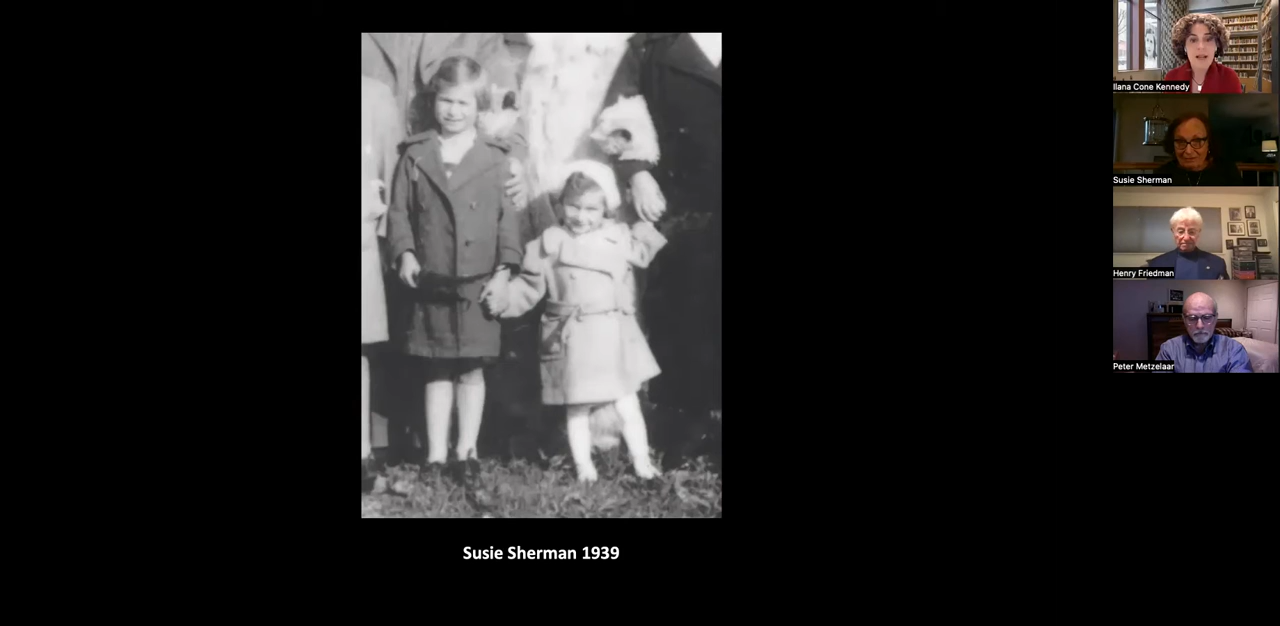 Ilana Cone Kennedy
Susie Sherman
Henry Friedman
Peter Metzelaar
Susie Sherman 1939